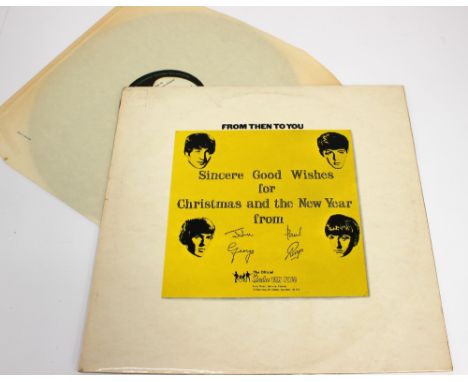 FROM THEN TO YOU
Sincere Good Wishes
for
Christmas and the New Year
from
John Paul
George Ringo
The Official
Beatles FAN CLUB